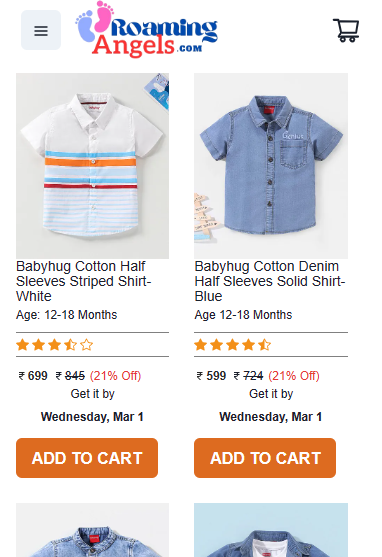 Roaming
Angels.com
Babyhug Cotton Half
Sleeves Striped Shirt-
White
Age: 12-18 Months
₹ 699 ₹ 845 (21% Off)
Get it by
Wednesday, Mar 1
ADD TO CART
Genius
Babyhug Cotton Denim
Half Sleeves Solid Shirt-
Blue
Age 12-18 Months
₹ 599 ₹ 724 (21% Off)
Get it by
Wednesday, Mar 1
ADD TO CART